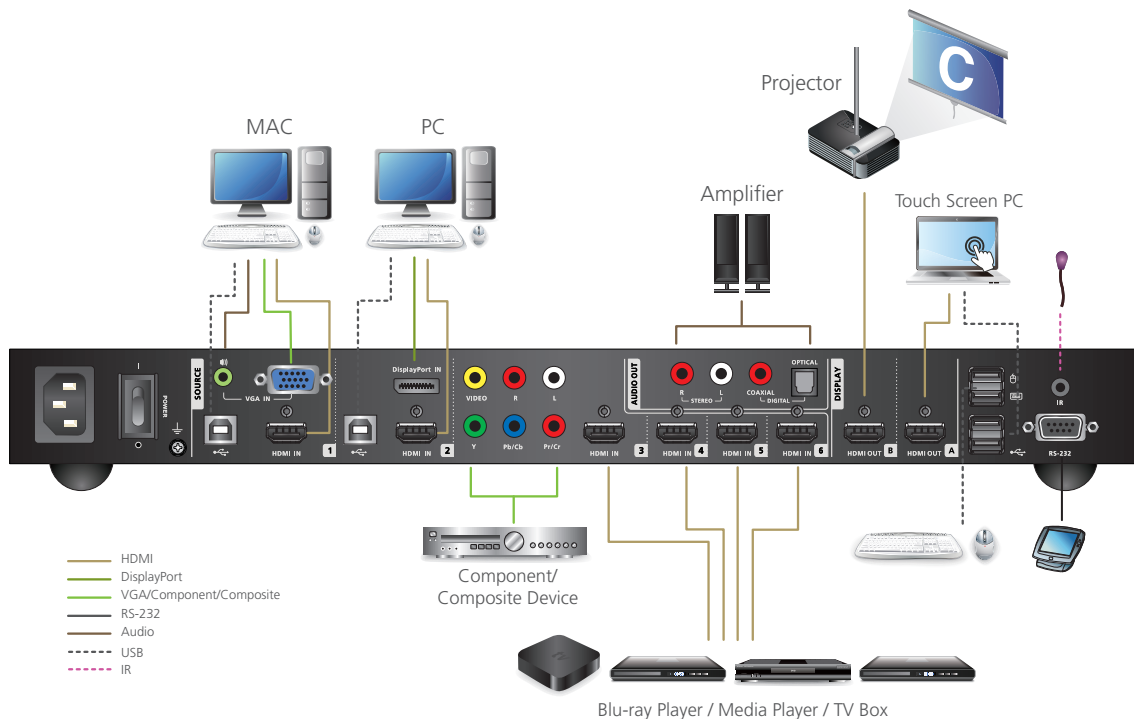 C
Projector
MAC
PC
Amplifier
Touch Screen PC
POWER
I
O
SOURCE
VGA IN
HDMI IN
1
DisplayPort IN
HDMI IN
2
VIDEO
R
L
Y
Pb/Cb
Pr/Cr
HDMI IN
3
AUDIO OUT
R
L
STEREO
COAXIAL
OPTICAL
DIGITAL
HDMI IN
4
HDMI IN
5
HDMI IN
6
DISPLAY
HDMI OUT
B
HDMI OUT
A
IR
RS-232
Component/
Composite Device
HDMI
DisplayPort
VGA/Component/Composite
RS-232
Audio
USB
IR
Blu-ray Player / Media Player / TV Box